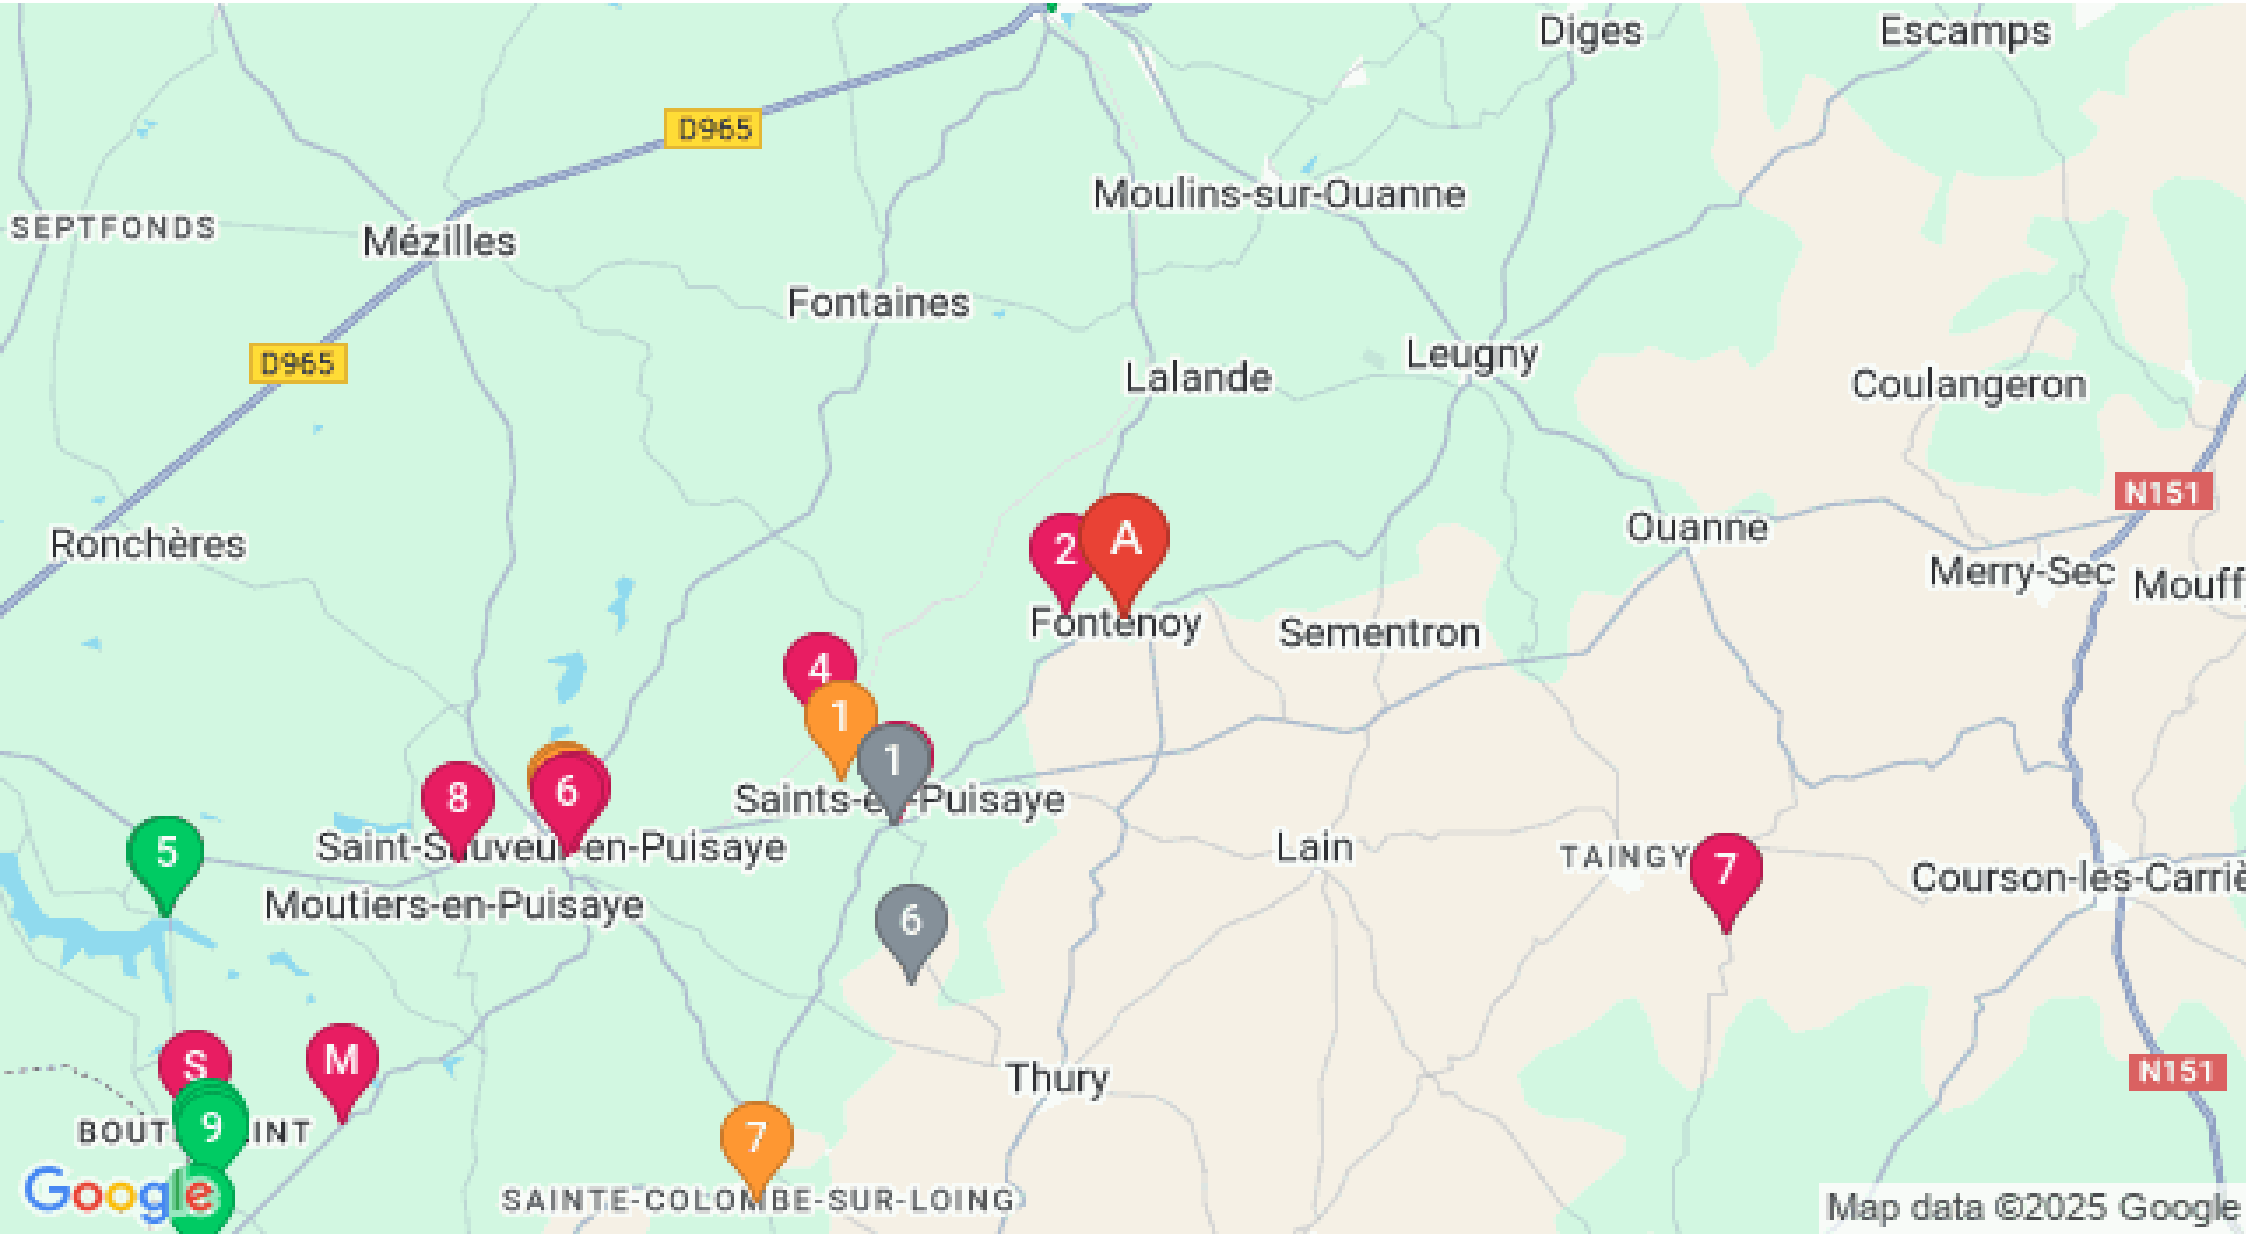 Diges
Escamps
D965
Moulins-sur-Ouanne
SEPTFONDS
Mézilles
Fontaines
D965
Leugny
Lalande
Coulangeron
N151
Ouanne
Ronchères
2
A
Merry-Sec
Mouff
Fontenoy
Sementron
4
1
1
6
8
Saints-en-Puisaye
5
Saint-Sauveur-en-Puisaye
Lain
TAINGY
7
Courson-les-Carriè
Moutiers-en-Puisaye
6
S
M
Thury
N151
9
BOUT INT
7
Google
SAINTE-COLOMBE-SUR-LOING
Map data ©2025 Google